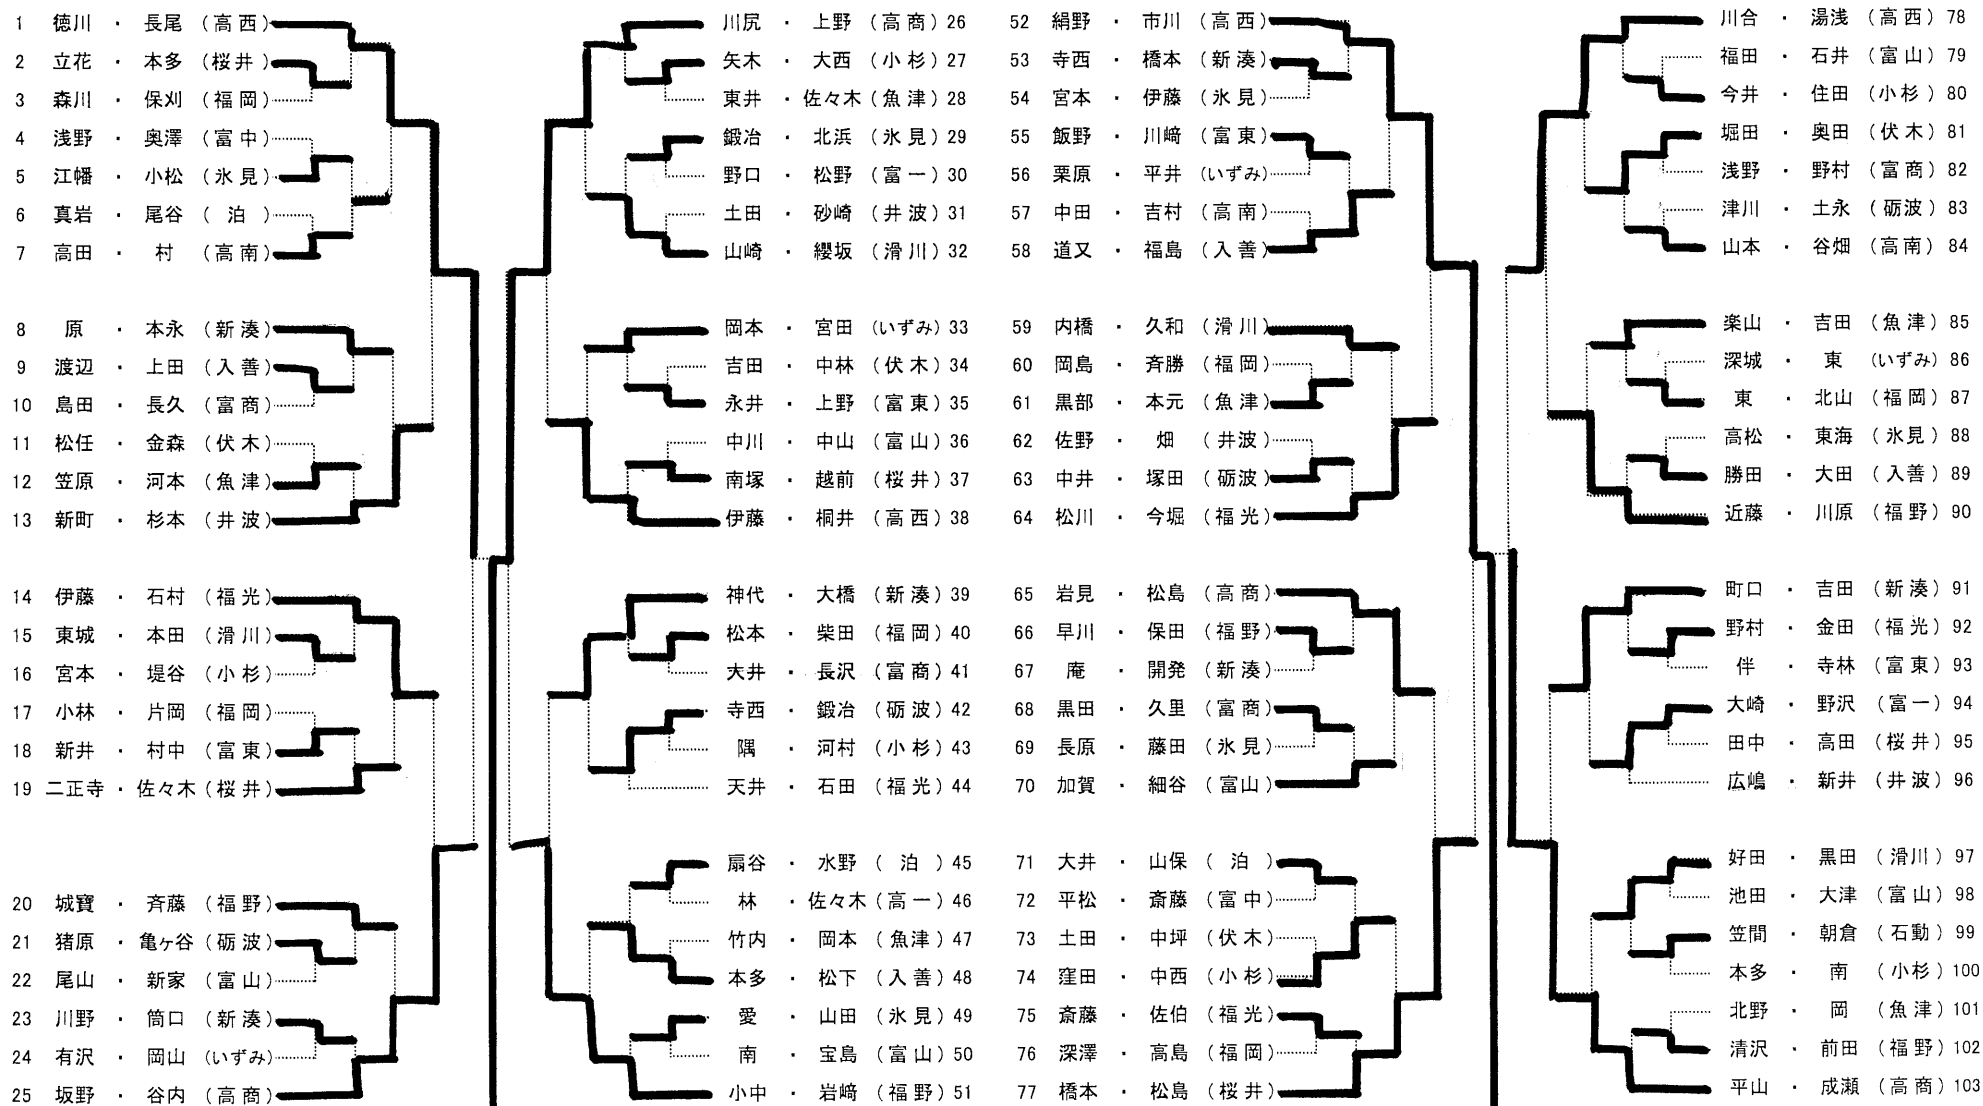 1 徳川 ・ 長尾 (高西)
2 立花 ・ 本多 (桜井)
3 森川 ・ 保刈 (福岡)
4 浅野 ・ 奥澤 (富中)
5 江幡 ・ 小松 (氷見)
6 真岩 ・ 尾谷 (泊)
7 高田 ・ 村 (高南)
8 原 ・ 本永 (新湊)
9 渡辺 ・ 上田 (入善)
10 島田 ・ 長久 (富商)
11 松任 ・ 金森 (伏木)
12 笠原 ・ 河本 (魚津)
13 新町 ・ 杉本 (井波)
14 伊藤 ・ 石村 (福光)
15 東城 ・ 本田 (滑川)
16 宮本 ・ 堤谷 (小杉)
17 小林 ・ 片岡 (福岡)
18 新井 ・ 村中 (富東)
19 二正寺 ・ 佐々木 (桜井)
20 城寶 ・ 斉藤 (福野)
21 猪原 ・ 亀ヶ谷 (砺波)
22 尾山 ・ 新家 (富山)
23 川野 ・ 筒口 (新湊)
24 有沢 ・ 岡山 (いずみ)
25 坂野 ・ 谷内 (高商)
川尻 ・ 上野 (高商) 26
矢木 ・ 大西 (小杉) 27
東井 ・ 佐々木 (魚津) 28
鍛冶 ・ 北浜 (氷見) 29
野口 ・ 松野 (富一) 30
土田 ・ 砂崎 (井波) 31
山崎 ・ 纓坂 (滑川) 32
岡本 ・ 宮田 (いずみ) 33
吉田 ・ 中林 (伏木) 34
永井 ・ 上野 (富東) 35
中川 ・ 中山 (富山) 36
南塚 ・ 越前 (桜井) 37
伊藤 ・ 桐井 (高西) 38
神代 ・ 大橋 (新湊) 39
松本 ・ 柴田 (福岡) 40
大井 ・ 長沢 (富商) 41
寺西 ・ 鍛冶 (砺波) 42
隅 ・ 河村 (小杉) 43
天井 ・ 石田 (福光) 44
扇谷 ・ 水野 (泊) 45
林 ・ 佐々木 (高一) 46
竹内 ・ 岡本 (魚津) 47
本多 ・ 松下 (入善) 48
愛 ・ 山田 (氷見) 49
南 ・ 宝島 (富山) 50
小中 ・ 岩﨑 (福野) 51
52 絹野 ・ 市川 (高西)
53 寺西 ・ 橋本 (新湊)
54 宮本 ・ 伊藤 (氷見)
55 飯野 ・ 川﨑 (富東)
56 栗原 ・ 平井 (いずみ)
57 中田 ・ 吉村 (高南)
58 道又 ・ 福島 (入善)
59 内橋 ・ 久和 (滑川)
60 岡島 ・ 斉勝 (福岡)
61 黒部 ・ 本元 (魚津)
62 佐野 ・ 畑 (井波)
63 中井 ・ 塚田 (砺波)
64 松川 ・ 今堀 (福光)
65 岩見 ・ 松島 (高商)
66 早川 ・ 保田 (福野)
67 庵 ・ 開発 (新湊)
68 黒田 ・ 久里 (富商)
69 長原 ・ 藤田 (氷見)
70 加賀 ・ 細谷 (富山)
71 大井 ・ 山保 (泊)
72 平松 ・ 斎藤 (富中)
73 土田 ・ 中坪 (伏木)
74 窪田 ・ 中西 (小杉)
75 斎藤 ・ 佐伯 (福光)
76 深澤 ・ 高島 (福岡)
77 橋本 ・ 松島 (桜井)
川合 ・ 湯浅 (高西) 78
福田 ・ 石井 (富山) 79
今井 ・ 住田 (小杉) 80
堀田 ・ 奥田 (伏木) 81
浅野 ・ 野村 (富商) 82
津川 ・ 土永 (砺波) 83
山本 ・ 谷畑 (高南) 84
楽山 ・ 吉田 (魚津) 85
深城 ・ 東 (いずみ) 86
東 ・ 北山 (福岡) 87
高松 ・ 東海 (氷見) 88
勝田 ・ 大田 (入善) 89
近藤 ・ 川原 (福野) 90
町口 ・ 吉田 (新湊) 91
野村 ・ 金田 (福光) 92
伴 ・ 寺林 (富東) 93
大崎 ・ 野沢 (富一) 94
田中 ・ 高田 (桜井) 95
広嶋 ・ 新井 (井波) 96
好田 ・ 黒田 (滑川) 97
池田 ・ 大津 (富山) 98
笠間 ・ 朝倉 (石動) 99
本多 ・ 南 (小杉) 100
北野 ・ 岡 (魚津) 101
清沢 ・ 前田 (福野) 102
平山 ・ 成瀬 (高商) 103